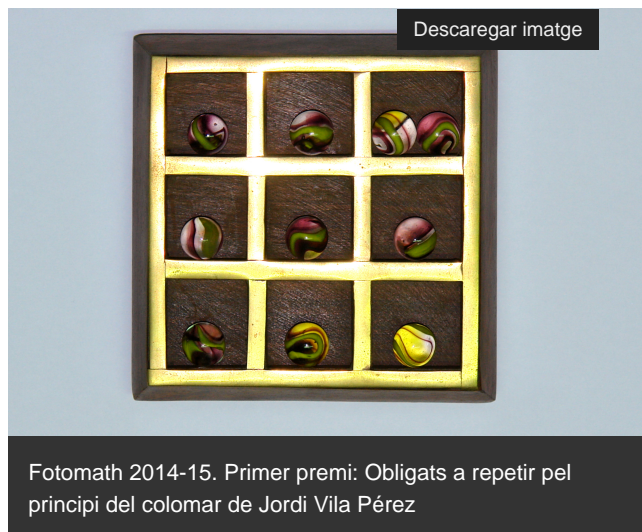 Descaregar imatge
Fotomath 2014-15. Primer premi: Obligats a repetir pel
principi del colomar de Jordi Vila Pérez